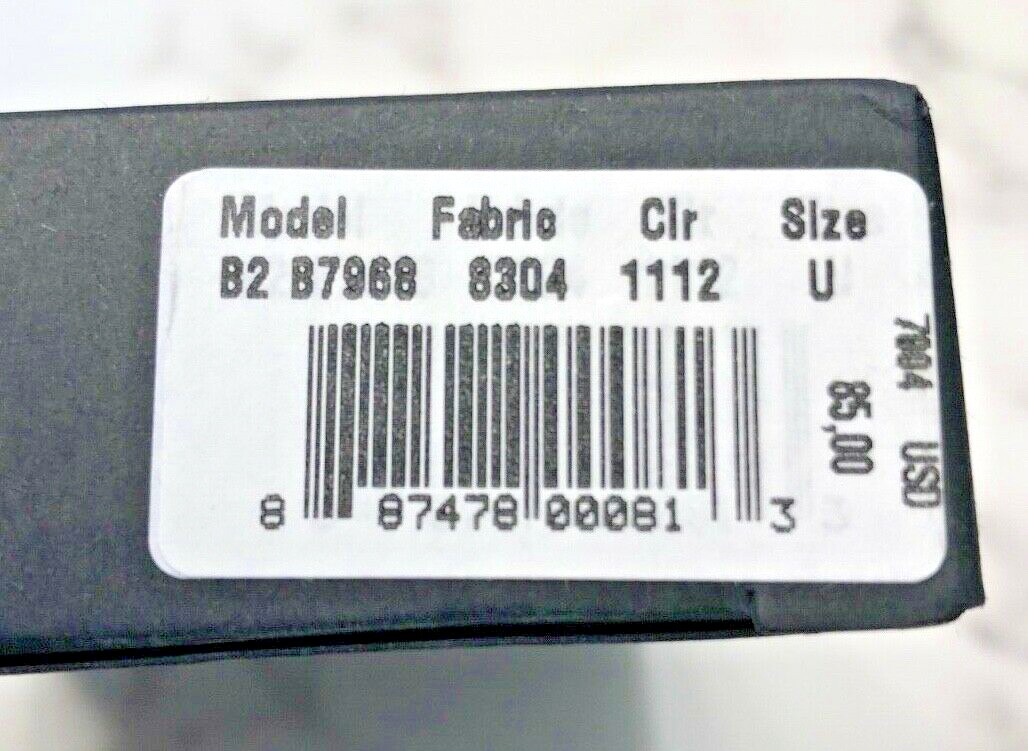 Model Fabric Clr Size
B2 B7968 8304 1112 U
8 87478 00081 3
85,00
7004 USD